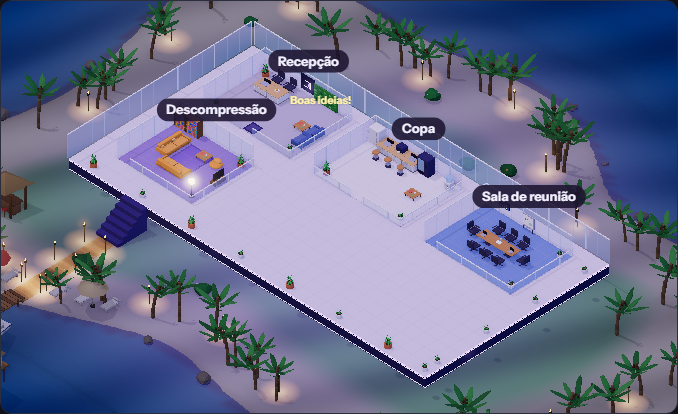 Recepção
Boas ideias!
Descompressão
Copa
Sala de reunião